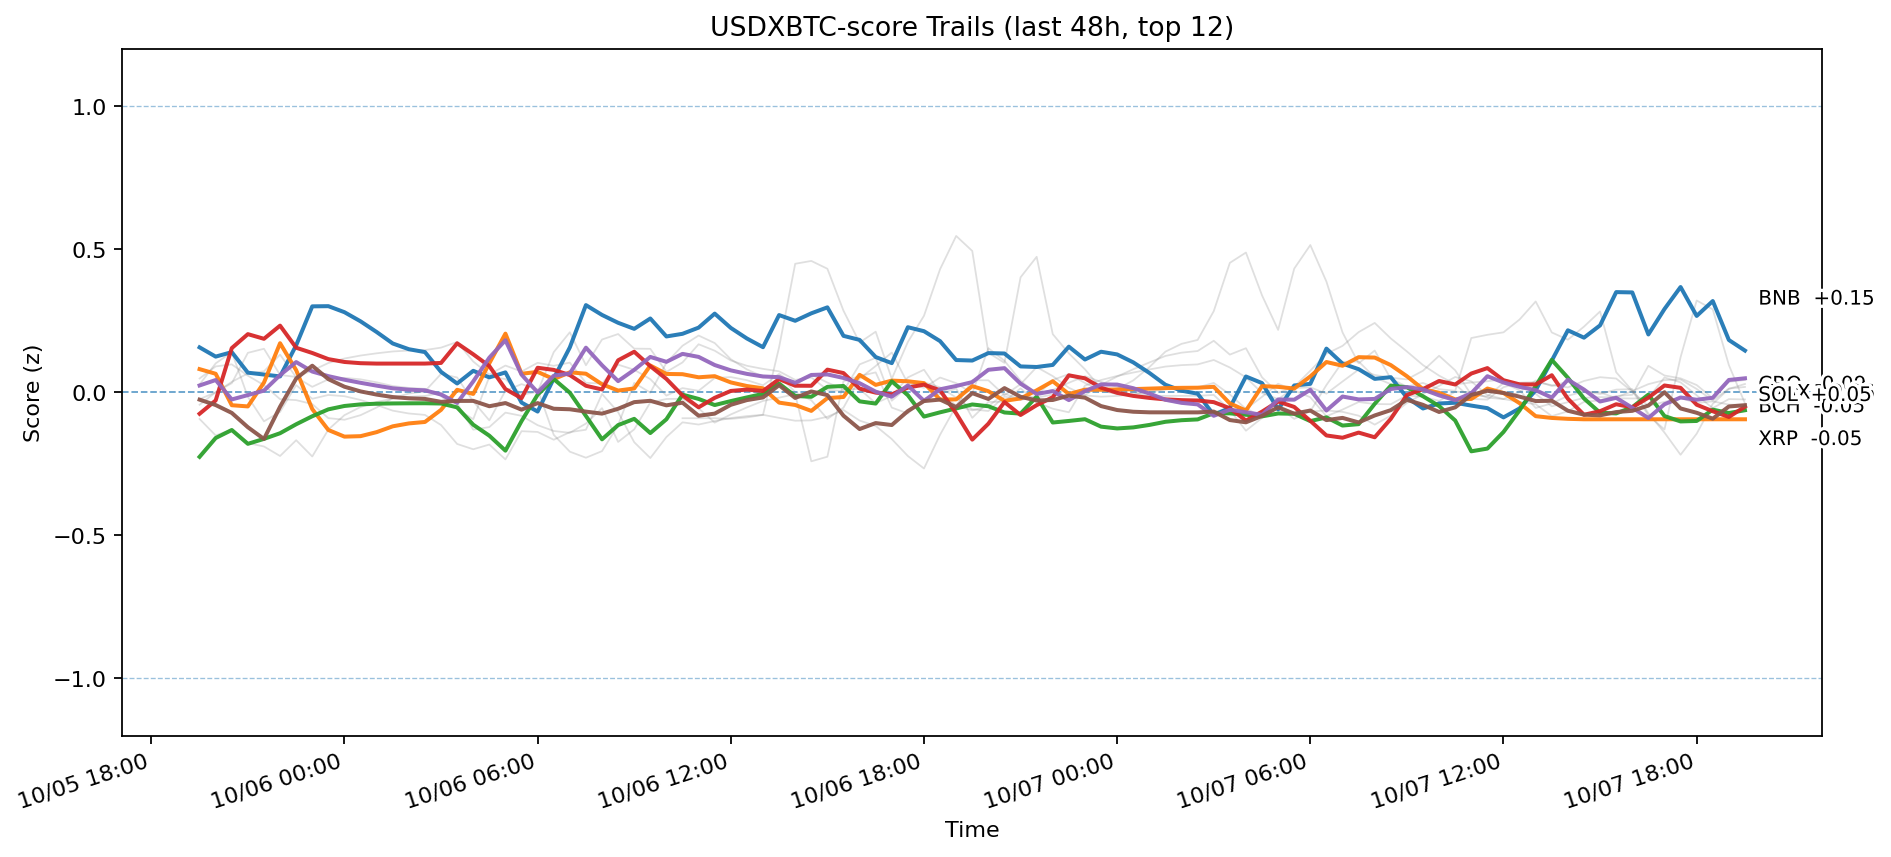 USDXBTC-score Trails (last 48h, top 12)
Score (z)
1.0
0.5
0.0
−0.5
−1.0
BNB +0.15
SOL +0.05
BCH -0.05
XRP -0.05
10/05 18:00
10/06 00:00
10/06 06:00
10/06 12:00
10/06 18:00
10/07 00:00
10/07 06:00
10/07 12:00
10/07 18:00
Time